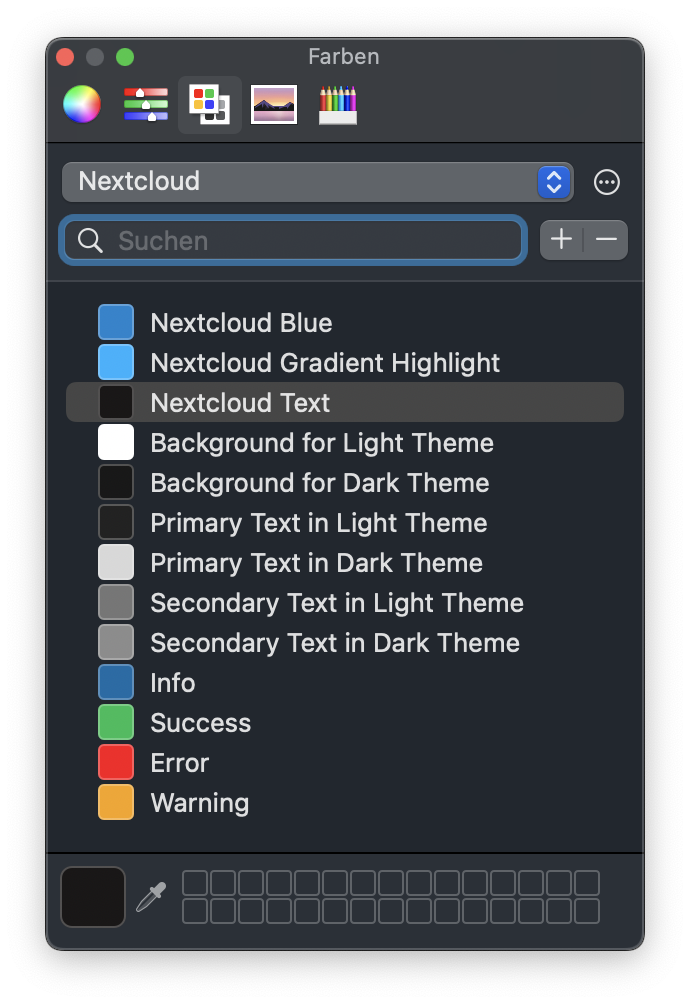 Farben
Nextcloud
Suchen
Nextcloud Blue
Nextcloud Gradient Highlight
Nextcloud Text
Background for Light Theme
Background for Dark Theme
Primary Text in Light Theme
Primary Text in Dark Theme
Secondary Text in Light Theme
Secondary Text in Dark Theme
Info
Success
Error
Warning